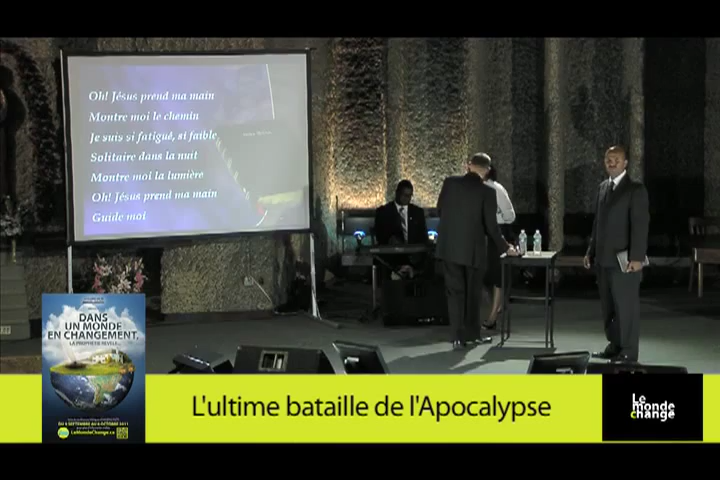 Oh! Jésus prend ma main
Montre moi le chemin
Je suis si fatigué, si faible
Solitaire dans la nuit
Montre moi la lumière
Oh! Jésus prend ma main
Guide moi
DANS
UN MONDE
EN CHANGEMENT,
LA PROPHÉTIE RÉVÈLE...
LeMondeChange.ca
L'ultime bataille de l'Apocalypse
Le
monde
change